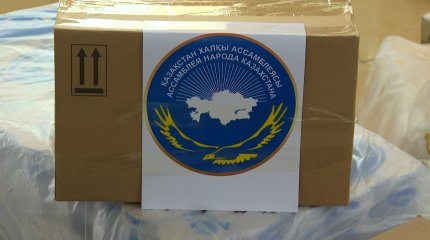 ҚАЗАҚСТАН ХАЛҚЫ АССАМБЛЕЯСЫ
АССАМБЛЕЯ НАРОДА КАЗАХСТАНА